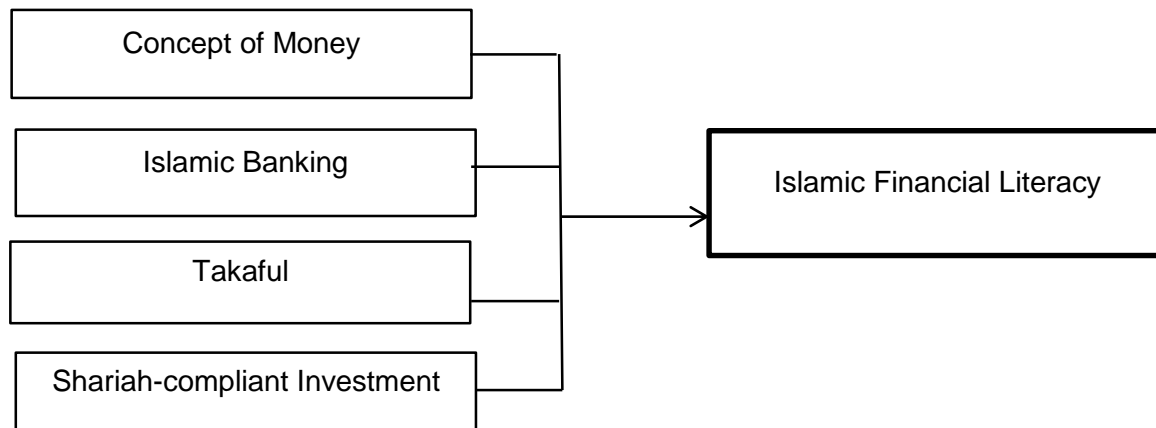 Concept of Money
Islamic Banking
Islamic Financial Literacy
Takaful
Shariah-compliant Investment